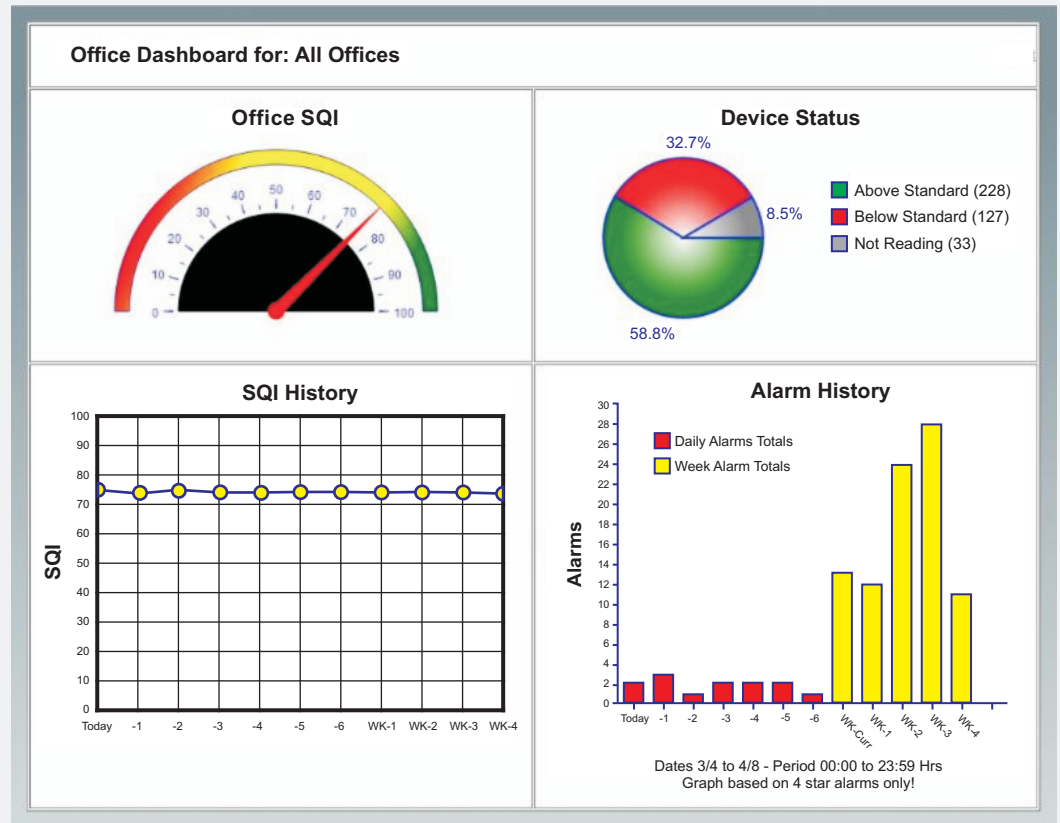 Office Dashboard for: All Offices
Office SQI
0
10
20
30
40
50
60
70
80
90
100
Device Status
32.7%
8.5%
58.8%
Above Standard (228)
Below Standard (127)
Not Reading (33)
SQI History
SQI
100
90
80
70
60
50
40
30
20
10
0
Today -1 -2 -3 -4 -5 -6 WK-1 WK-2 WK-3 WK-4
Alarm History
Alarms
30
28
26
24
22
20
18
16
14
12
10
8
6
4
2
0
Daily Alarms Totals
Week Alarm Totals
Today -1 -2 -3 -4 -5 -6 WK-Curr WK-1 WK-2 WK-3 WK-4
Dates 3/4 to 4/8 - Period 00:00 to 23:59 Hrs
Graph based on 4 star alarms only!